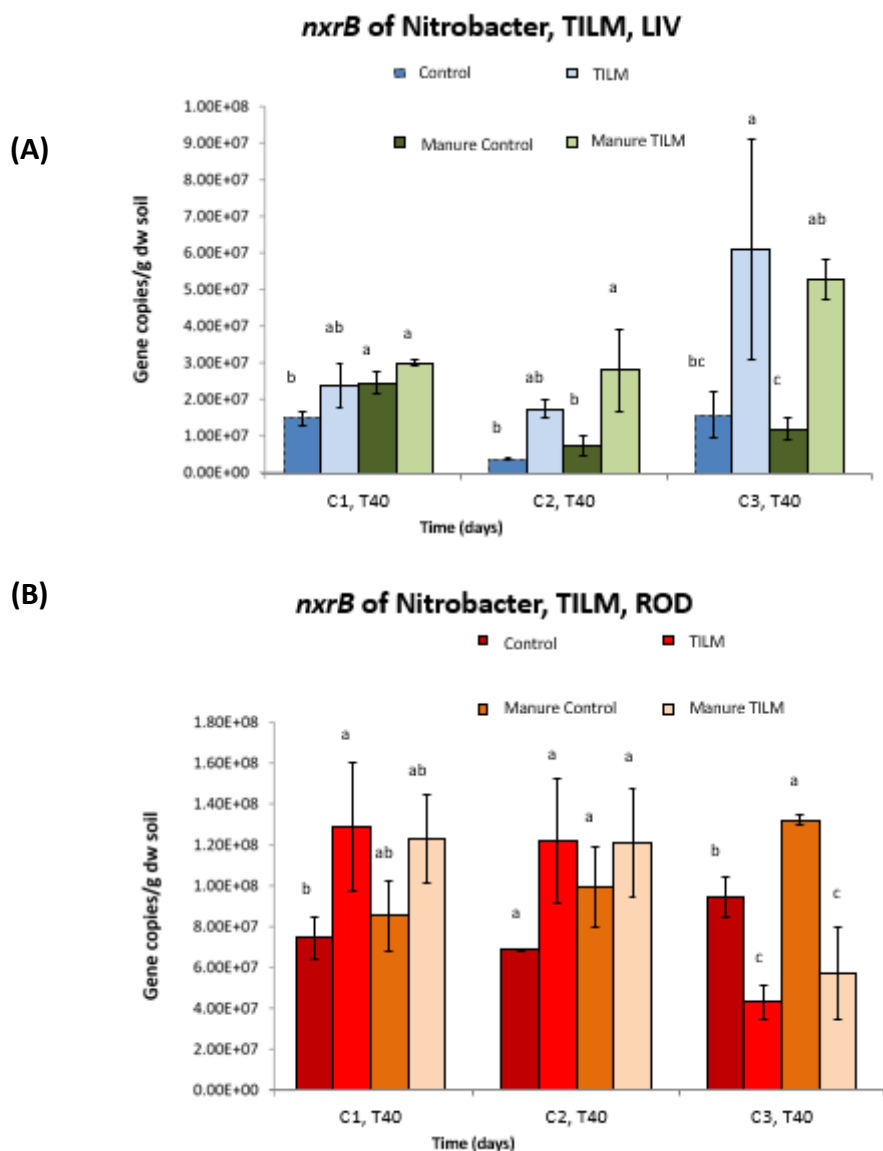 nxrB of Nitrobacter, TILM, LIV
Control TILM
(A)
Manure Control Manure TILM
1.00E+08
9.00E+07
8.00E+07
7.00E+07
6.00E+07
5.00E+07
4.00E+07
3.00E+07
2.00E+07
1.00E+07
0.00E+00
Gene copies/g dw soil
b ab a a
b ab b a
bc a c ab
C1, T40 C2, T40 C3, T40
Time (days)
(B)
nxrB of Nitrobacter, TILM, ROD
Control TILM
Manure Control Manure TILM
1.80E+08
1.60E+08
1.40E+08
1.20E+08
1.00E+08
8.00E+07
6.00E+07
4.00E+07
2.00E+07
0.00E+00
Gene copies/g dw soil
b a ab ab
a a a a
b c a c
C1, T40 C2, T40 C3, T40
Time (days)